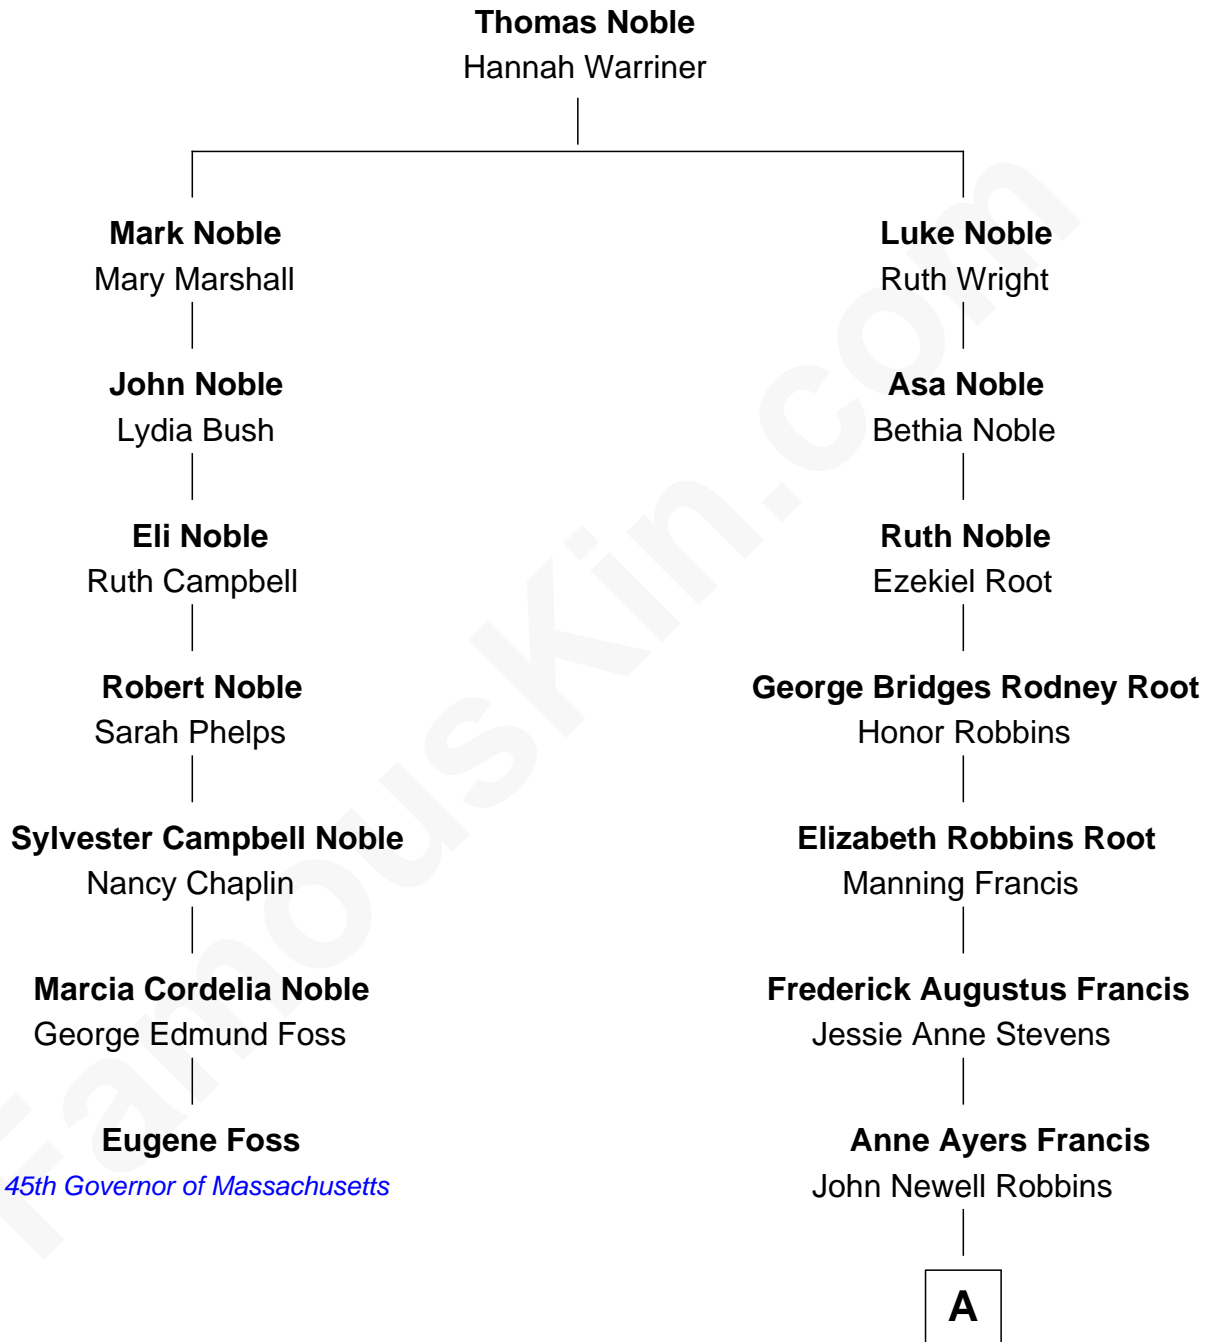 Thomas Noble
Hannah Warriner
Mark Noble
Mary Marshall
Luke Noble
Ruth Wright
John Noble
Lydia Bush
Asa Noble
Bethia Noble
Eli Noble
Ruth Campbell
Ruth Noble
Ezekiel Root
Robert Noble
Sarah Phelps
George Bridges Rodney Root
Honor Robbins
Sylvester Campbell Noble
Nancy Chaplin
Elizabeth Robbins Root
Manning Francis
Marcia Cordelia Noble
George Edmund Foss
Frederick Augustus Francis
Jessie Anne Stevens
Eugene Foss
45th Governor of Massachusetts
Anne Ayers Francis
John Newell Robbins
A
FamousKin.com